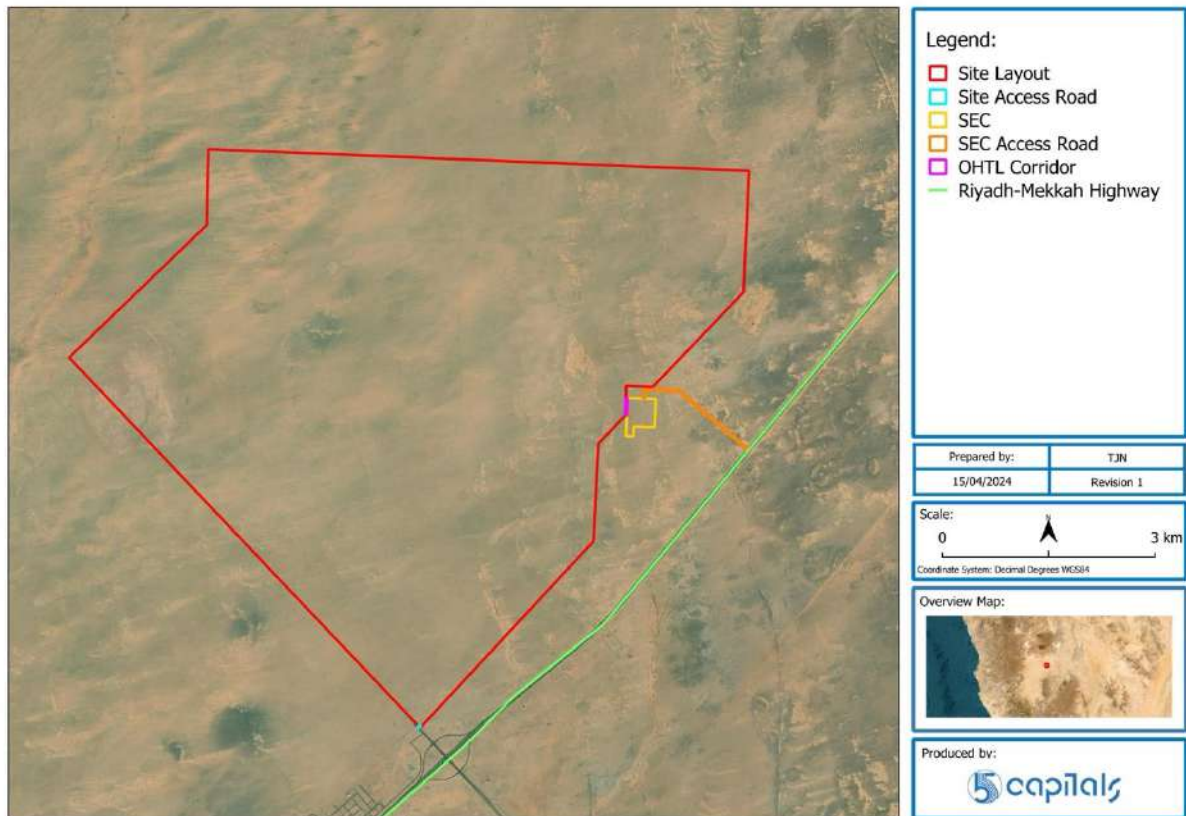 Legend:
Site Layout
Site Access Road
SEC
SEC Access Road
OHTL Corridor
Riyadh-Mekkah Highway
Prepared by: TJN
15/04/2024 Revision 1
Scale:
N
0 3 km
Coordinate System: Decimal Degrees WGS84
Overview Map:
Produced by:
5 capitals